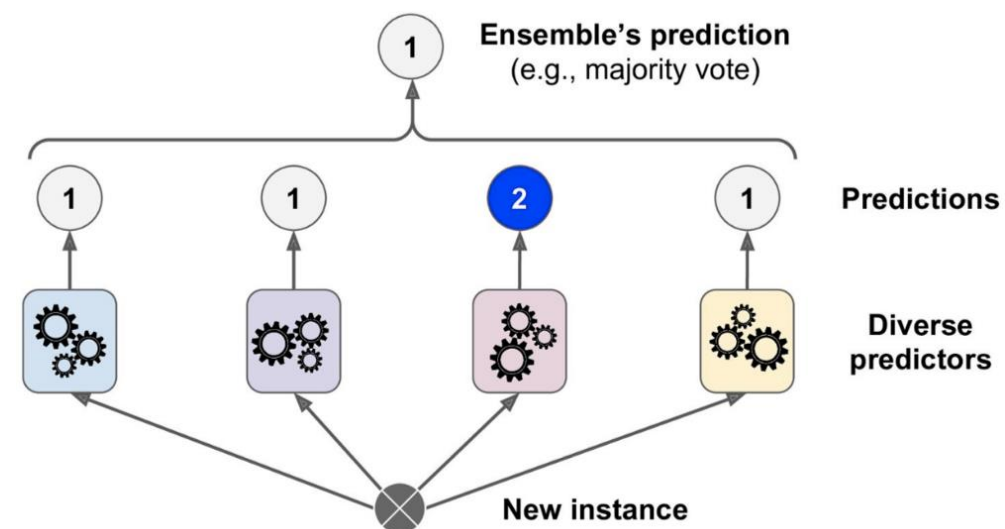 1
Ensemble’s prediction
(e.g., majority vote)
1 1 2 1 Predictions
Diverse
predictors
New instance